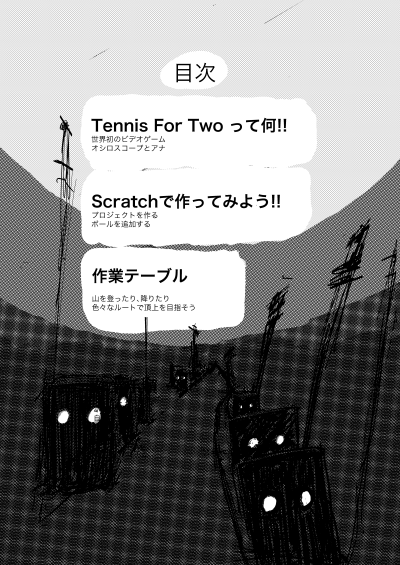 目次
Tennis For Two って何!!
世界初のビデオゲーム
オシロスコープとアナ
Scratchで作ってみよう!!
プロジェクトを作る
ボールを追加する
作業テーブル
山を登ったり、降りたり
色々なルートで頂上を目指そう